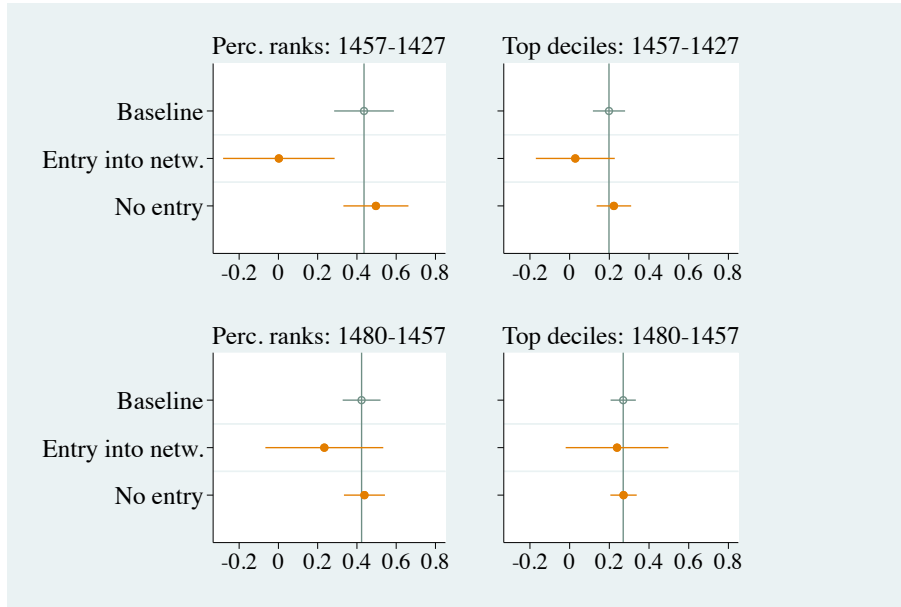 Perc. ranks: 1457-1427
Top deciles: 1457-1427
Baseline
Entry into netw.
No entry
-0.2 0 0.2 0.4 0.6 0.8
-0.2 0 0.2 0.4 0.6 0.8
Perc. ranks: 1480-1457
Top deciles: 1480-1457
Baseline
Entry into netw.
No entry
-0.2 0 0.2 0.4 0.6 0.8
-0.2 0 0.2 0.4 0.6 0.8